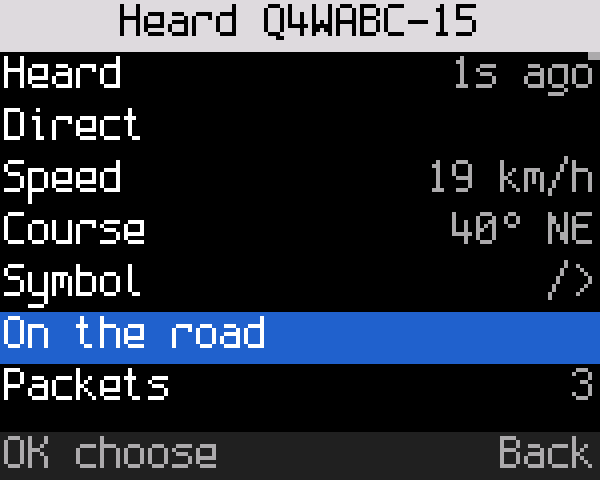 Heard Q4WABC-15
Heard 1s ago
Direct
Speed 19 km/h
Course 40° NE
Symbol />
On the road
Packets 3
OK choose Back